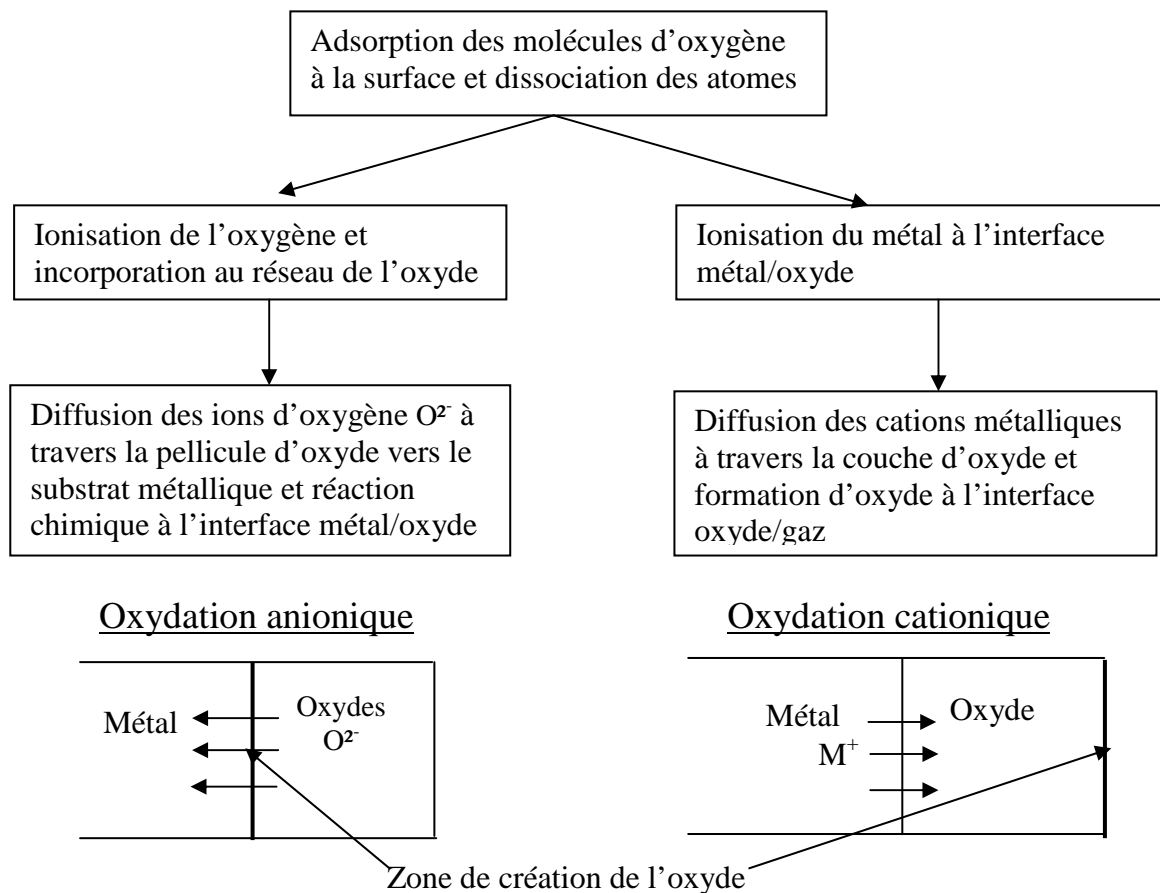 Adsorption des molécules d’oxygène
à la surface et dissociation des atomes
Ionisation de l’oxygène et
incorporation au réseau de l’oxyde
Ionisation du métal à l’interface
métal/oxyde
Diffusion des ions d’oxygène O²⁻ à
travers la pellicule d’oxyde vers le
substrat métallique et réaction
chimique à l’interface métal/oxyde
Diffusion des cations métalliques
à travers la couche d’oxyde et
formation d’oxyde à l’interface
oxyde/gaz
Oxydation anionique
Oxydation cationique
Métal
Oxydes
O²⁻
Métal
M⁺
Oxyde
Zone de création de l’oxyde